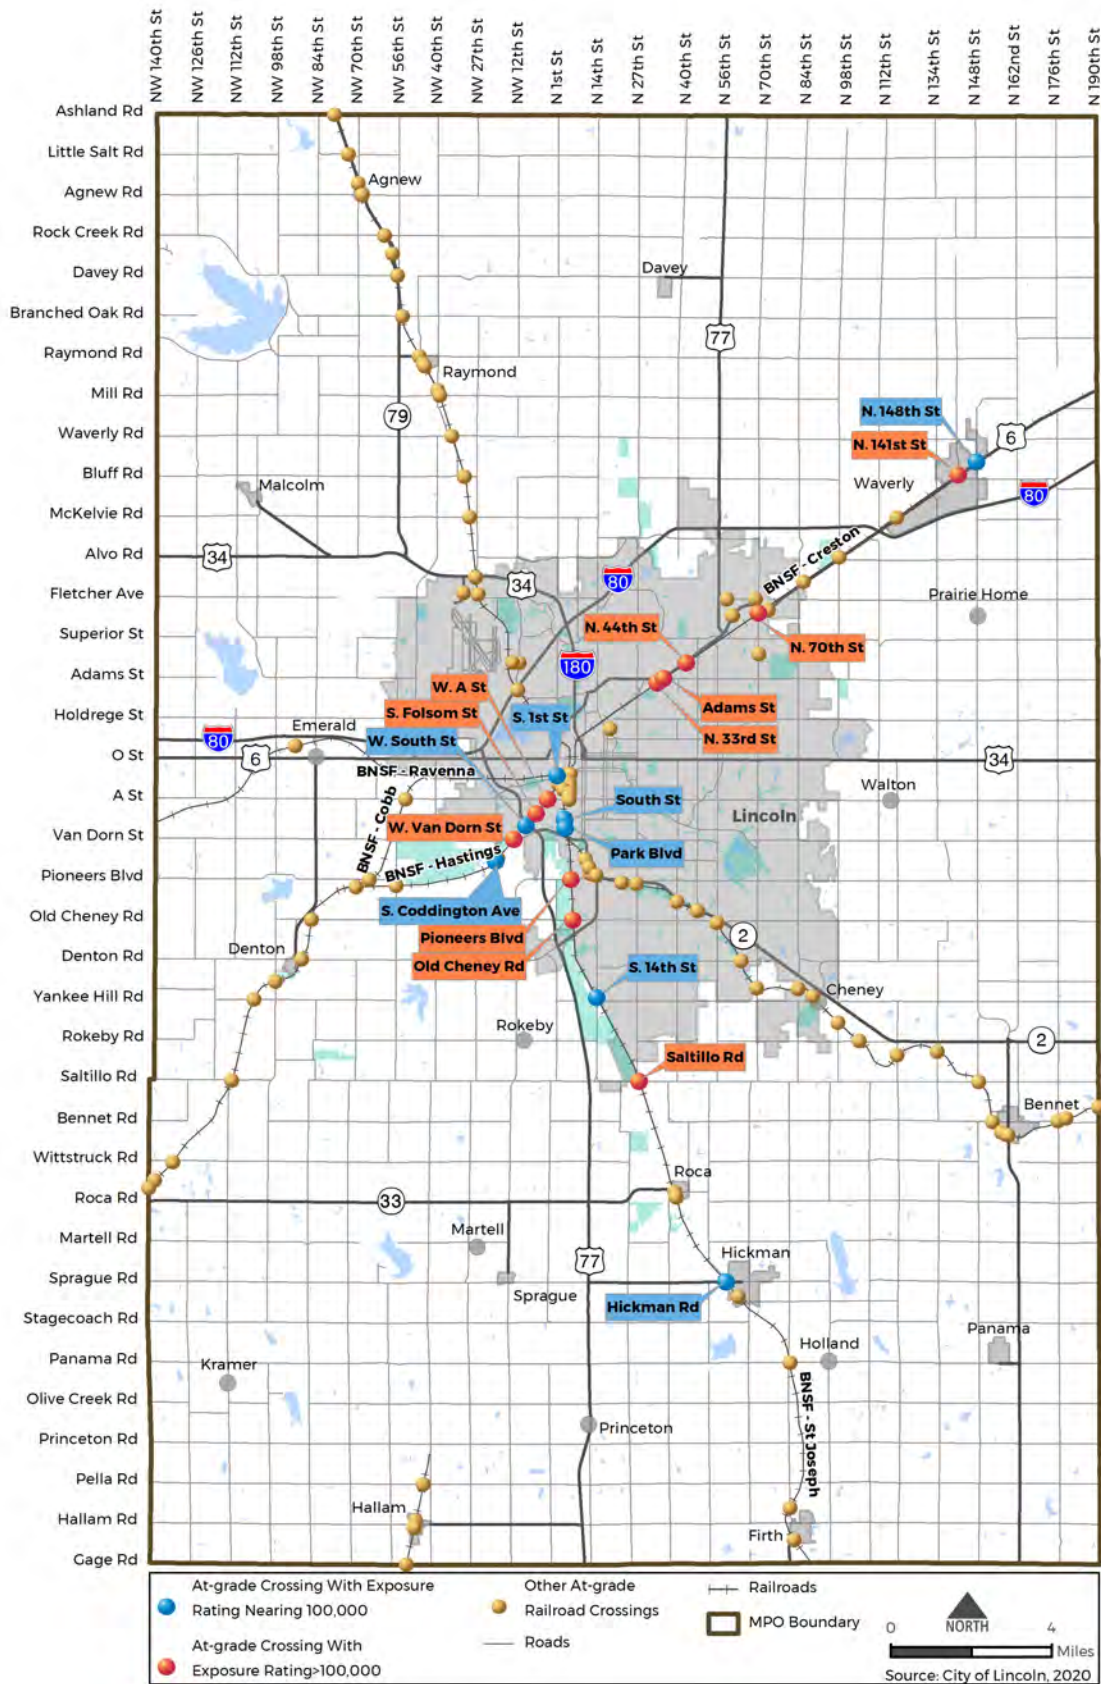 NW 140th St
NW 126th St
NW 112th St
NW 98th St
NW 84th St
NW 70th St
NW 56th St
NW 40th St
NW 27th St
NW 12th St
N 1st St
N 14th St
N 27th St
N 40th St
N 56th St
N 70th St
N 84th St
N 98th St
N 112th St
N 134th St
N 148th St
N 162nd St
N 176th St
N 190th St
Ashland Rd
Little Salt Rd
Agnew Rd
Rock Creek Rd
Davey Rd
Branched Oak Rd
Raymond Rd
Mill Rd
Waverly Rd
Bluff Rd
McKelvie Rd
Alvo Rd
Fletcher Ave
Superior St
Adams St
Holdrege St
O St
A St
Van Dorn St
Pioneers Blvd
Old Cheney Rd
Denton Rd
Yankee Hill Rd
Rokeby Rd
Saltillo Rd
Bennet Rd
Wittstruck Rd
Roca Rd
Martell Rd
Sprague Rd
Stagecoach Rd
Panama Rd
Olive Creek Rd
Princeton Rd
Pella Rd
Hallam Rd
Gage Rd
Agnew
Davey
77
Raymond
79
N. 148th St
6
N. 141st St
Waverly
80
Malcolm
34
BNSF - Creston
80
34
Prairie Home
N. 44th St
N. 70th St
180
W. A St
Adams St
S. Folsom St
S. 1st St
N. 33rd St
Emerald
80
W. South St
6
34
BNSF - Ravenna
Walton
South St
Lincoln
BNSF - Cobb
W. Van Dorn St
Park Blvd
BNSF - Hastings
S. Coddington Ave
Pioneers Blvd
2
Old Cheney Rd
Denton
S. 14th St
Cheney
Rokeby
2
Saltillo Rd
Bennet
Roca
33
Martell
Hickman
77
Sprague
Hickman Rd
Panama
Holland
Kramer
BNSF - St Joseph
Princeton
Hallam
Firth
At-grade Crossing With Exposure
Rating Nearing 100,000
At-grade Crossing With
Exposure Rating>100,000
Other At-grade
Railroad Crossings
Roads
Railroads
MPO Boundary
NORTH
0
4
Miles
Source: City of Lincoln, 2020